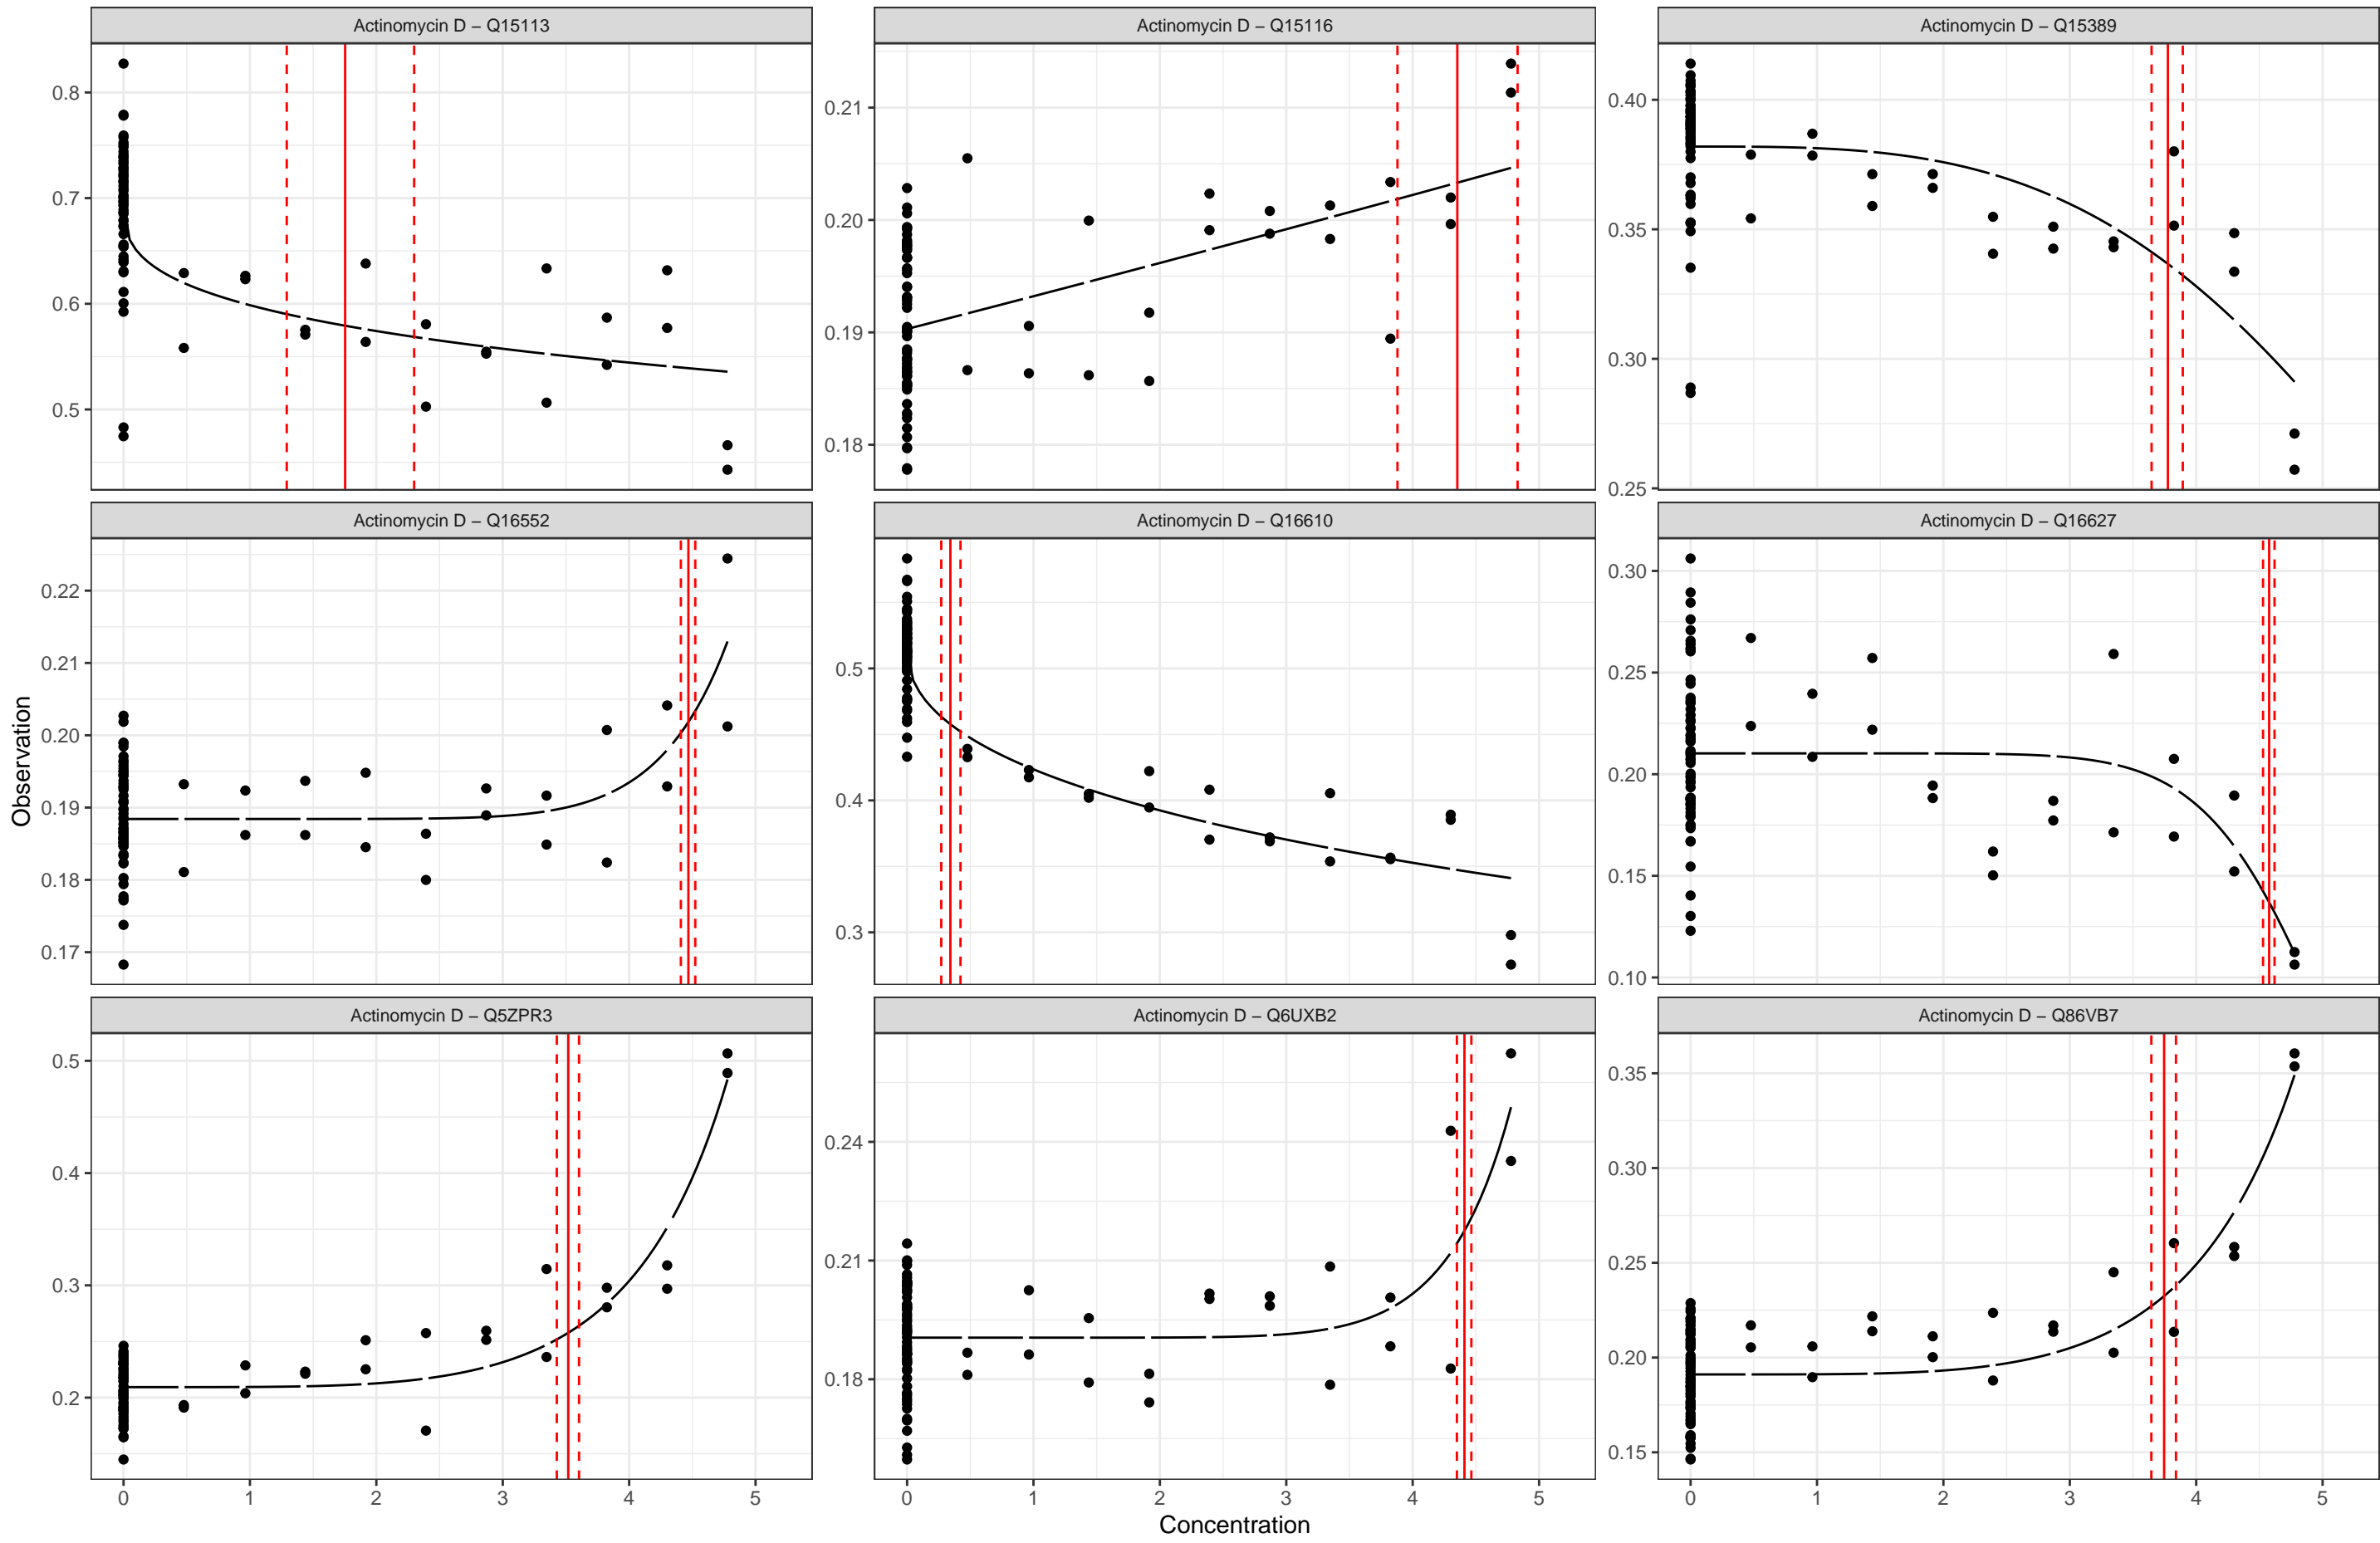 Actinomycin D – Q15113
Actinomycin D – Q15116
Actinomycin D – Q15389
0.8
0.7
0.6
0.5
0.21
0.20
0.19
0.18
0.40
0.35
0.30
0.25
Actinomycin D – Q16552
Actinomycin D – Q16610
Actinomycin D – Q16627
0.22
0.21
0.20
0.19
0.18
0.17
0.5
0.4
0.3
0.30
0.25
0.20
0.15
0.10
Observation
Actinomycin D – Q5ZPR3
Actinomycin D – Q6UXB2
Actinomycin D – Q86VB7
0.5
0.4
0.3
0.2
0.24
0.21
0.18
0.35
0.30
0.25
0.20
0.15
0 1 2 3 4 5
0 1 2 3 4 5
0 1 2 3 4 5
Concentration